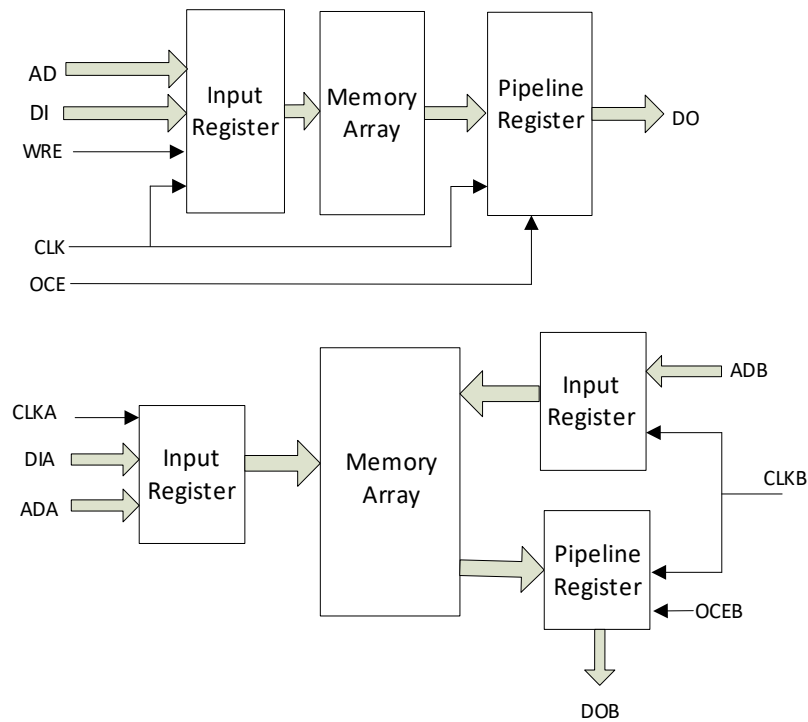 AD
DI
WRE
CLK
OCE
Input
Register
Memory
Array
Pipeline
Register
DO
CLKA
DIA
ADA
Input
Register
Memory
Array
Input
Register
ADB
CLKB
Pipeline
Register
OCEB
DOB